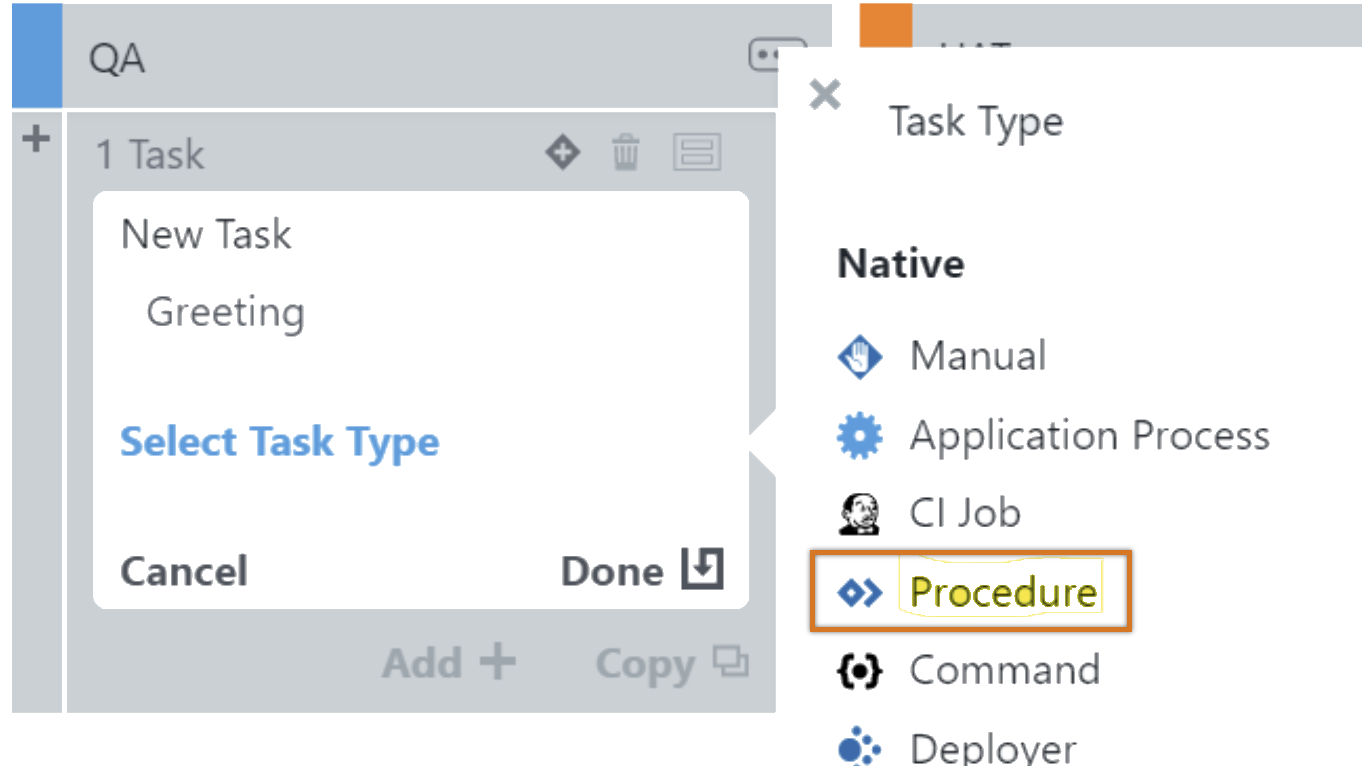 QA
1 Task
New Task
Greeting
Select Task Type
Cancel
Done
Add
Copy
Task Type
Native
Manual
Application Process
CI Job
Procedure
Command
Deployer